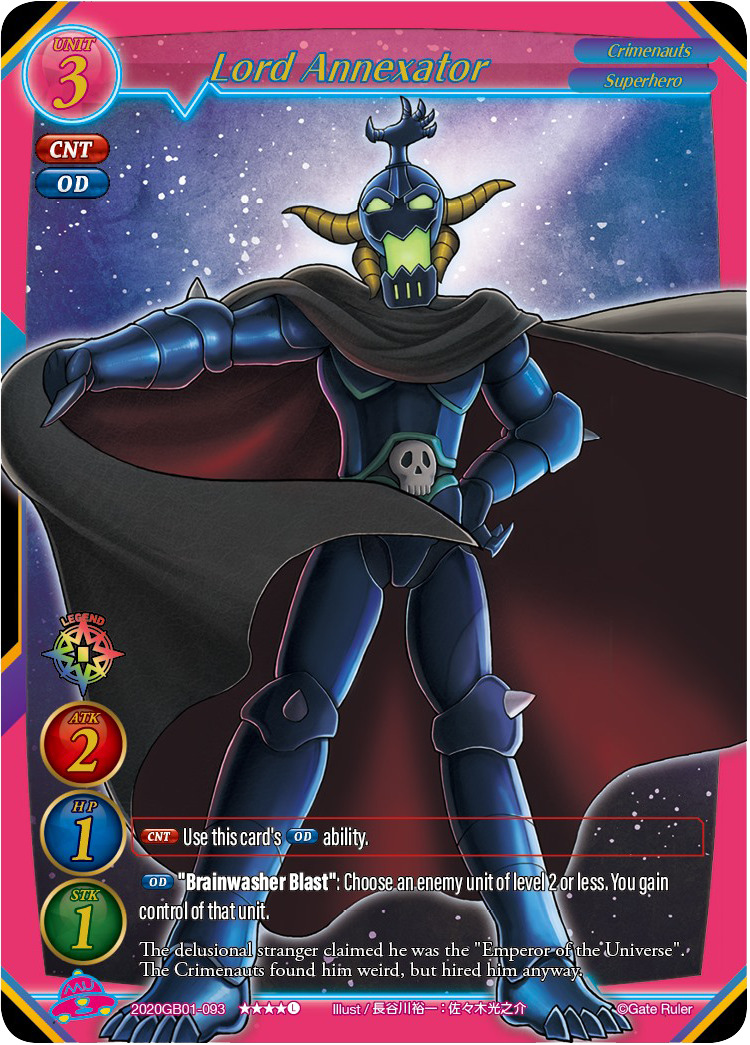 UNIT
3
Lord Annexator
Crimenauts
Superhero
CNT
OD
LEGEND
ATK
2
HP
1
STK
1
CNT Use this card's OD ability.
OD "Brainwasher Blast": Choose an enemy unit of level 2 or less. You gain
control of that unit.
The delusional stranger claimed he was the "Emperor of the Universe".
The Crimenauts found him weird, but hired him anyway.
MU
2020GB01-093 ★★★★L Illust / 長谷川裕一：佐々木光之介 ©Gate Ruler